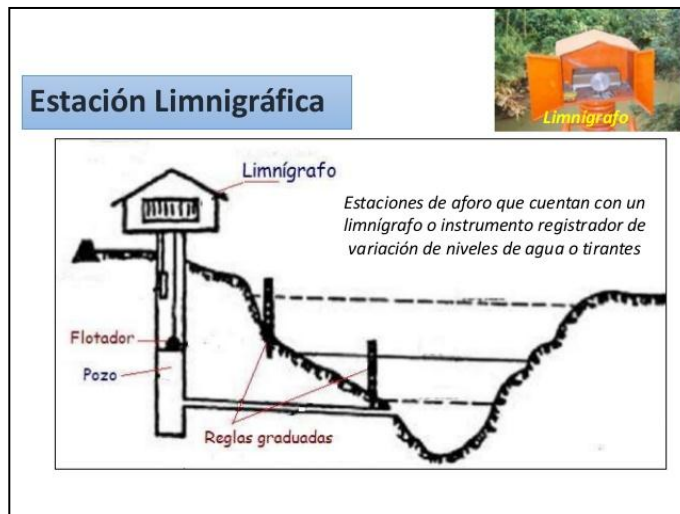 Limnigrafo
Estación Limnigráfica
Limnígrafo
Estaciones de aforo que cuentan con un
limnígrafo o instrumento registrador de
variación de niveles de agua o tirantes
Flotador
Pozo
Reglas graduadas